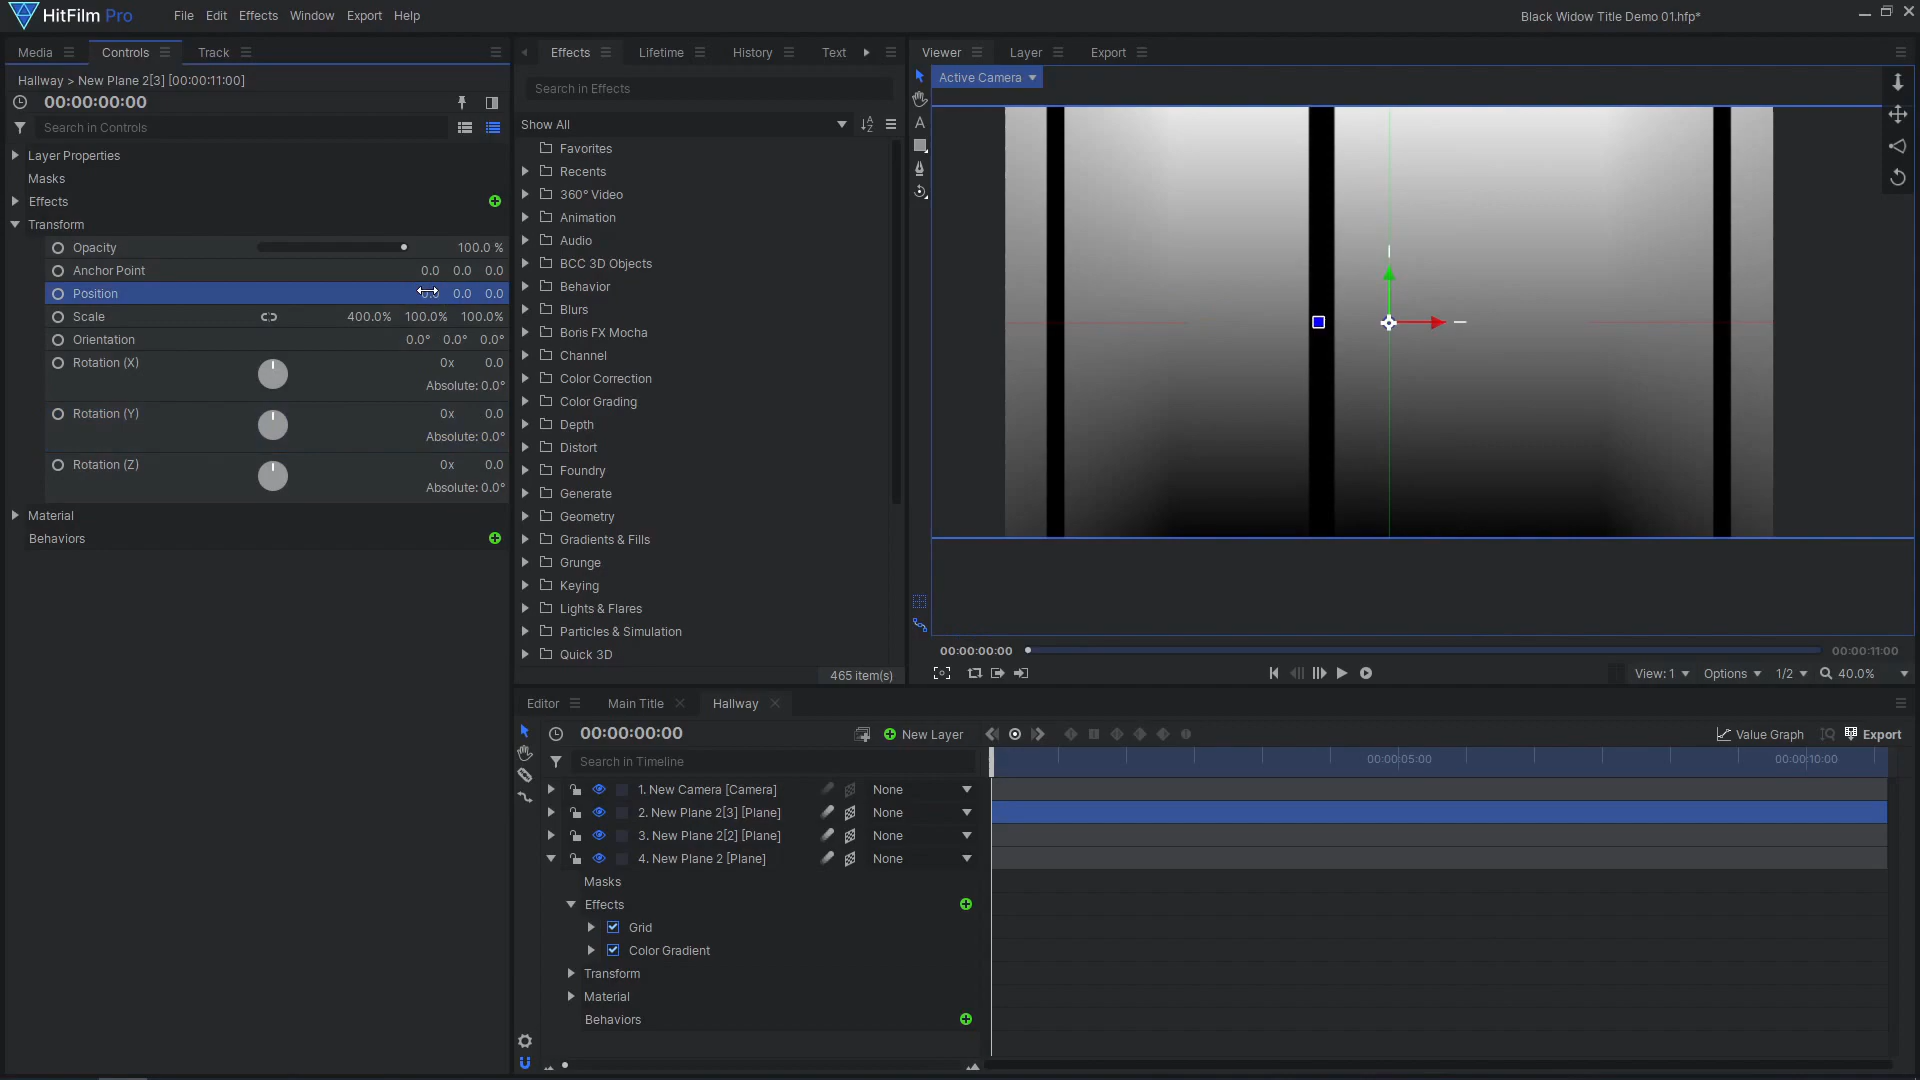 HitFilm Pro
File Edit Effects Window Export Help
Black Widow Title Demo 01.hfp*
Media Controls Track
Hallway > New Plane 2[3] [00:00:11:00]
00:00:00:00
Search in Controls
Layer Properties
Masks
Effects
Transform
Opacity 100.0 %
Anchor Point 0.0 0.0 0.0
Position 0.0 0.0 0.0
Scale 400.0% 100.0% 100.0%
Orientation 0.0° 0.0° 0.0°
Rotation (X) 0x 0.0
Absolute: 0.0°
Rotation (Y) 0x 0.0
Absolute: 0.0°
Rotation (Z) 0x 0.0
Absolute: 0.0°
Material
Behaviors
Effects Lifetime History Text
Search in Effects
Show All
Favorites
Recents
360° Video
Animation
Audio
BCC 3D Objects
Behavior
Blurs
Boris FX Mocha
Channel
Color Correction
Color Grading
Depth
Distort
Foundry
Generate
Geometry
Gradients & Fills
Grunge
Keying
Lights & Flares
Particles & Simulation
Quick 3D
465 item(s)
Viewer Layer Export
Active Camera
A
00:00:00:00 00:00:11:00
View: 1 Options 1/2 40.0%
Editor Main Title Hallway
00:00:00:00 New Layer Value Graph Export
Search in Timeline
00:00:05:00 00:00:10:00
1. New Camera [Camera] None
2. New Plane 2[3] [Plane] None
3. New Plane 2[2] [Plane] None
4. New Plane 2 [Plane] None
Masks
Effects
Grid
Color Gradient
Transform
Material
Behaviors